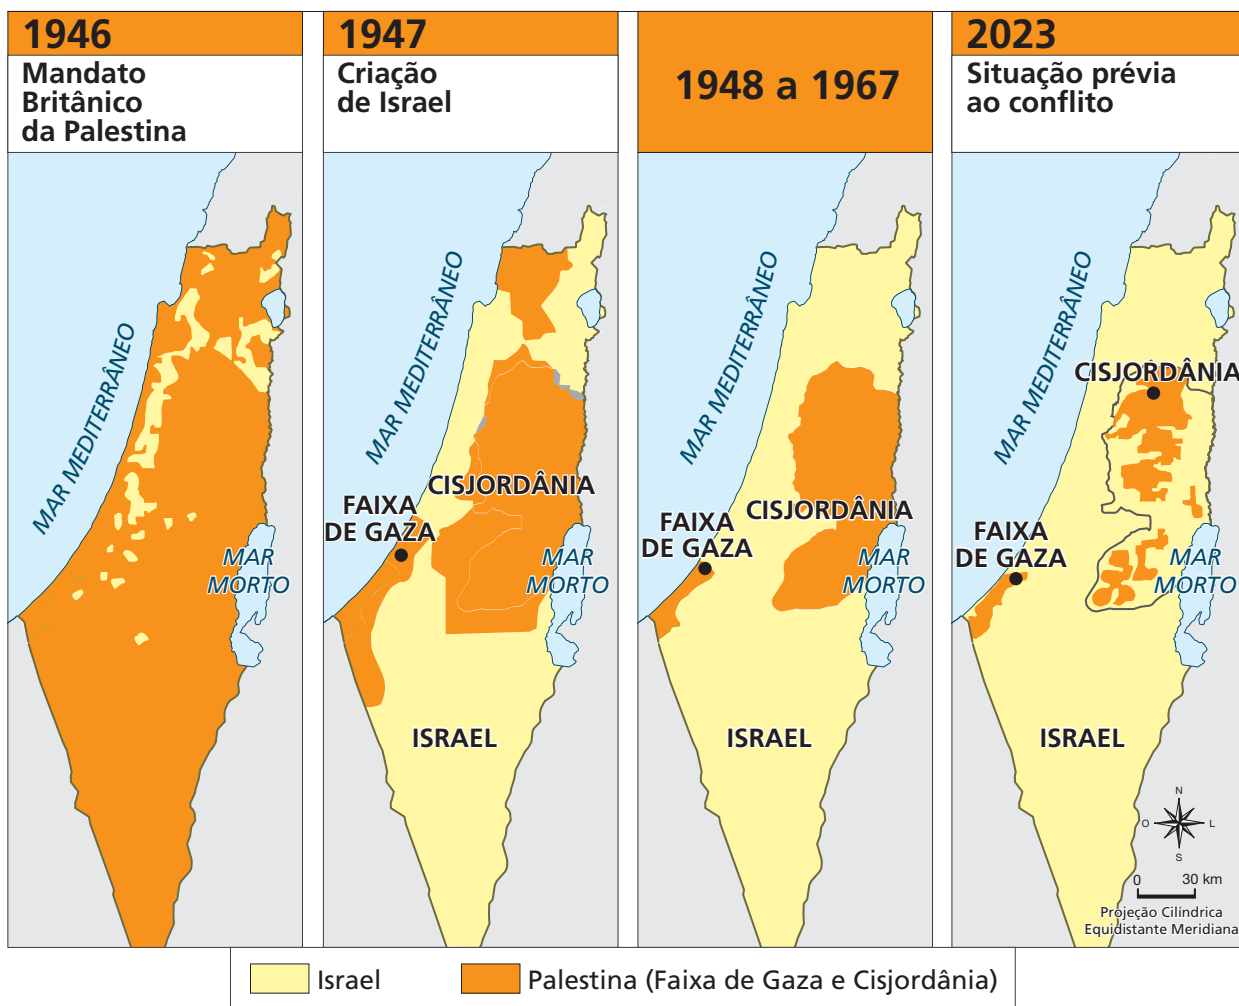 1946
Mandato
Britânico
da Palestina
MAR MEDITERRÂNEO
MAR
MORTO
1947
Criação
de Israel
MAR MEDITERRÂNEO
CISJORDÂNIA
FAIXA
DE GAZA
MAR
MORTO
ISRAEL
1948 a 1967
MAR MEDITERRÂNEO
CISJORDÂNIA
FAIXA
DE GAZA
MAR
MORTO
ISRAEL
2023
Situação prévia
ao conflito
MAR MEDITERRÂNEO
CISJORDÂNIA
FAIXA
DE GAZA
MAR
MORTO
ISRAEL
N
O
L
S
0 30 km
Projeção Cilíndrica
Equidistante Meridiana
Israel
Palestina (Faixa de Gaza e Cisjordânia)